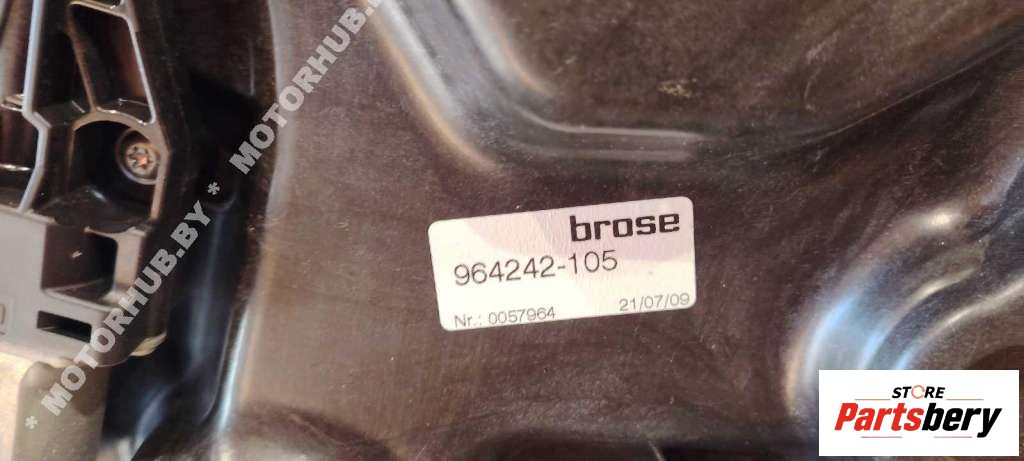 * MOTORHUB.BY * MOTORHUB.BY
brose
964242-105
Nr.: 0057964 21/07/09
STORE
Partsbery